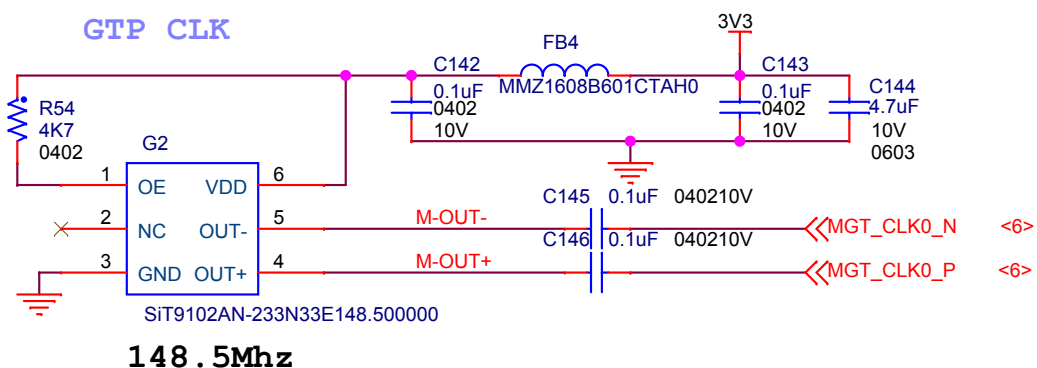 GTP CLK
3V3
FB4
MMZ1608B601CTAH0
C142
0.1uF
0402
10V
C143
0.1uF
0402
10V
C144
4.7uF
10V
0603
R54
4K7
0402
G2
1 OE VDD 6
2 NC OUT- 5
3 GND OUT+ 4
M-OUT-
M-OUT+
C145 0.1uF 040210V
C146 0.1uF 040210V
MGT_CLK0_N <6>
MGT_CLK0_P <6>
SiT9102AN-233N33E148.500000
148.5Mhz